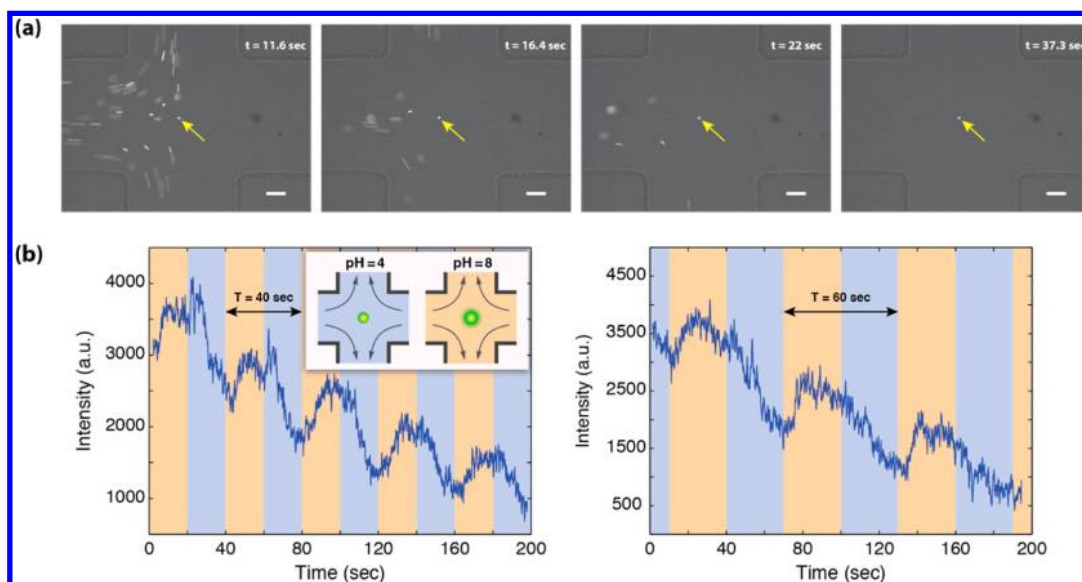 (a)
t = 11.6 sec
t = 16.4 sec
t = 22 sec
t = 37.3 sec
(b)
pH = 4
pH = 8
T = 40 sec
Intensity (a.u.)
4000
3000
2000
1000
0
40
80
120
160
200
Time (sec)
T = 60 sec
Intensity (a.u.)
4500
3500
2500
1500
500
0
40
80
120
160
200
Time (sec)